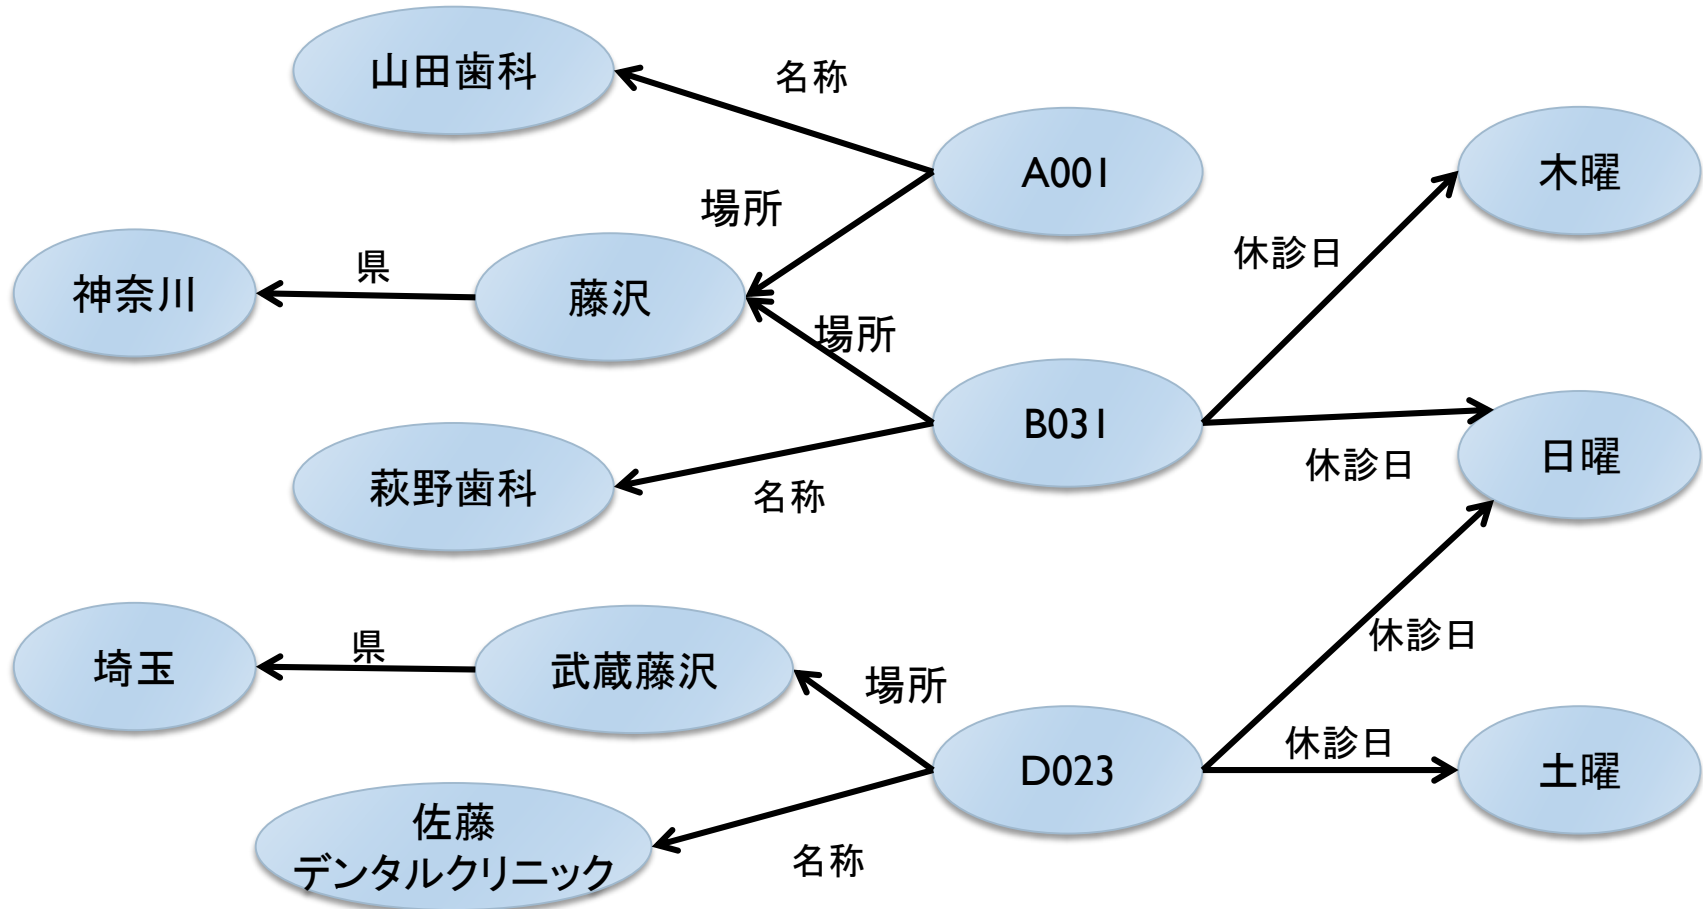 山田歯科
名称
A001
木曜
場所
休診日
神奈川
県
藤沢
場所
B031
休診日
日曜
萩野歯科
名称
埼玉
県
武蔵藤沢
場所
休診日
D023
休診日
土曜
佐藤
デンタルクリニック
名称